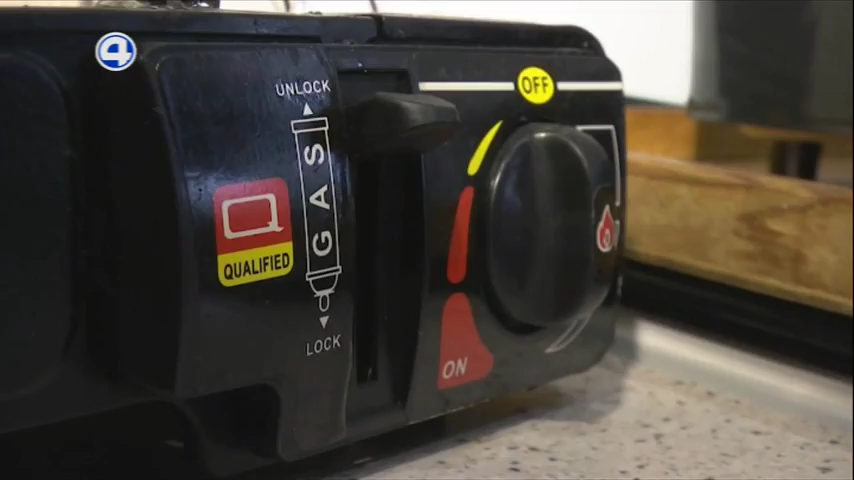 4
UNLOCK
GAS
LOCK
Q
QUALIFIED
OFF
ON